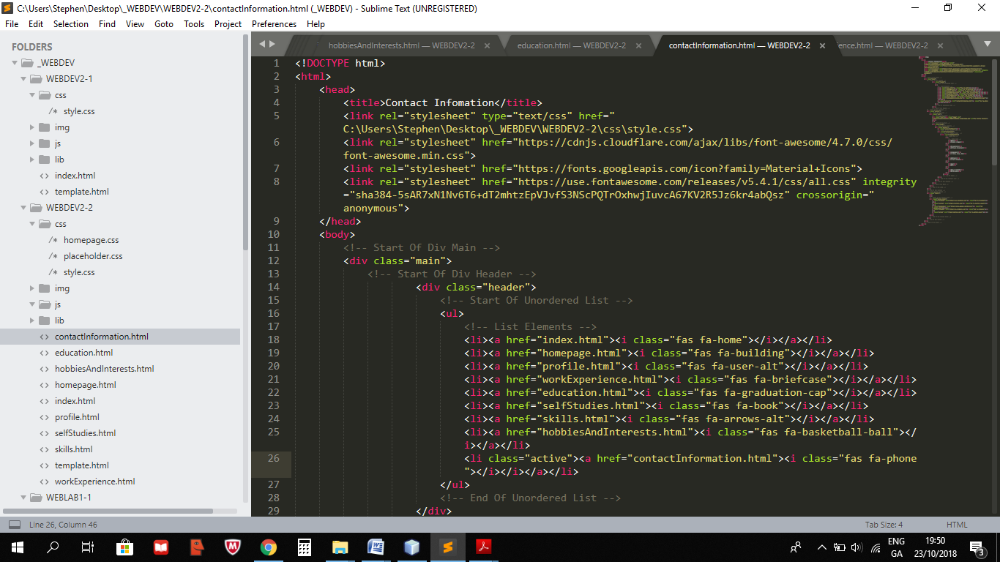 C:\Users\Stephen\Desktop\_WEBDEV\WEBDEV2-2\contactInformation.html (_WEBDEV) - Sublime Text (UNREGISTERED)
File Edit Selection Find View Goto Tools Project Preferences Help
FOLDERS
_WEBDEV
WEBDEV2-1
css
/* style.css
img
js
lib
<> index.html
<> template.html
WEBDEV2-2
css
/* homepage.css
/* placeholder.css
/* style.css
img
js
lib
<> contactInformation.html
<> education.html
<> hobbiesAndInterests.html
<> homepage.html
<> index.html
<> profile.html
<> selfStudies.html
<> skills.html
<> template.html
<> workExperience.html
WEBLAB1-1
hobbiesAndInterests.html — WEBDEV2-2 education.html — WEBDEV2-2 contactInformation.html — WEBDEV2-2 ence.html — WEBDEV2-2
1 <!DOCTYPE html>
2 <html>
3 <head>
4 <title>Contact Infomation</title>
5 <link rel="stylesheet" type="text/css" href="
C:\Users\Stephen\Desktop\_WEBDEV\WEBDEV2-2\css\style.css">
6 <link rel="stylesheet" href="https://cdnjs.cloudflare.com/ajax/libs/font-awesome/4.7.0/css/
font-awesome.min.css">
7 <link rel="stylesheet" href="https://fonts.googleapis.com/icon?family=Material+Icons">
8 <link rel="stylesheet" href="https://use.fontawesome.com/releases/v5.4.1/css/all.css" integrity
="sha384-5sAR7xN1Nv6T6+dT2mhtzEpVJvfS3NScPQTrOxhwjIuvcA67KV2R5Jz6kr4abQsz" crossorigin="
anonymous">
9 </head>
10 <body>
11 <!-- Start Of Div Main -->
12 <div class="main">
13 <!-- Start Of Div Header -->
14 <div class="header">
15 <!-- Start Of Unordered List -->
16 <ul>
17 <!-- List Elements -->
18 <li><a href="index.html"><i class="fas fa-home"></i></a></li>
19 <li><a href="homepage.html"><i class="fas fa-building"></i></a></li>
20 <li><a href="profile.html"><i class="fas fa-user-alt"></i></a></li>
21 <li><a href="workExperience.html"><i class="fas fa-briefcase"></i></a></li>
22 <li><a href="education.html"><i class="fas fa-graduation-cap"></i></a></li>
23 <li><a href="selfStudies.html"><i class="fas fa-book"></i></a></li>
24 <li><a href="skills.html"><i class="fas fa-arrows-alt"></i></a></li>
25 <li><a href="hobbiesAndInterests.html"><i class="fas fa-basketball-ball"></
i></a></li>
26 <li class="active"><a href="contactInformation.html"><i class="fas fa-phone
"></i></i></a></li>
27 </ul>
28 <!-- End Of Unordered List -->
29 </div>
Line 26, Column 46 Tab Size: 4 HTML
ENG 19:50
GA 23/10/2018 3